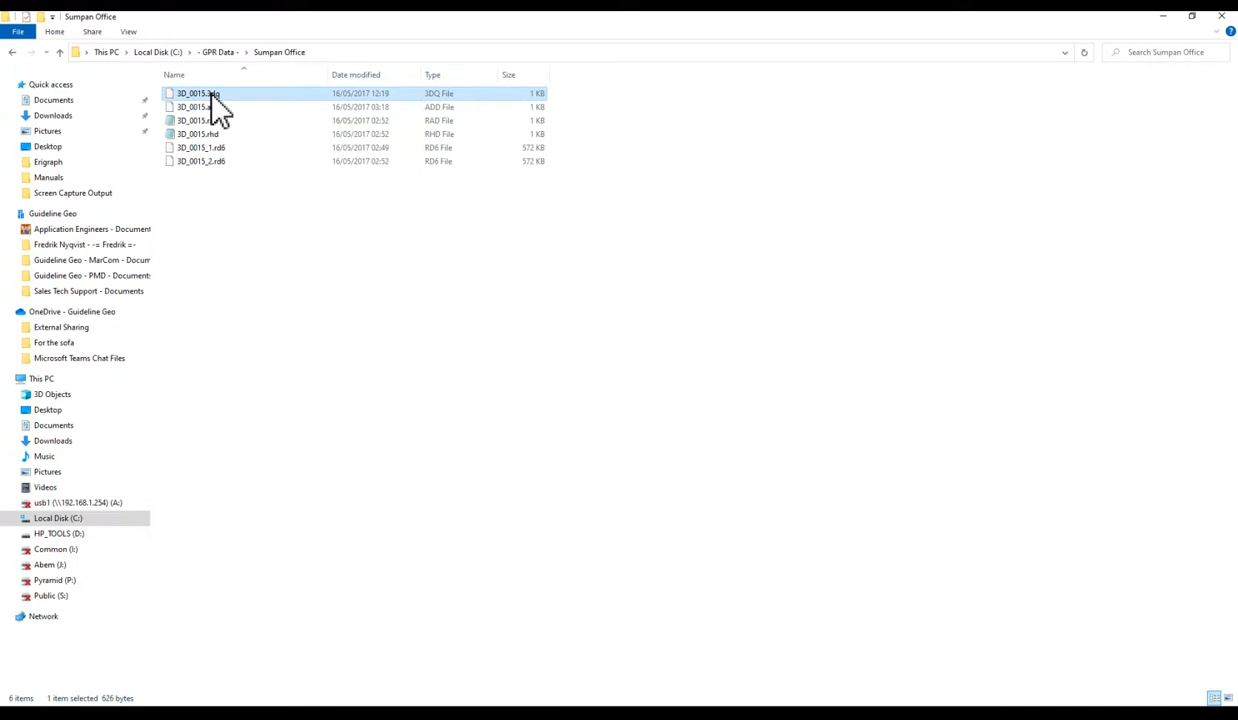 Sumpan Office
File Home Share View
This PC > Local Disk (C:) > - GPR Data - > Sumpan Office
Search Sumpan Office
Name Date modified Type Size
Quick access
Documents
Downloads
Pictures
Desktop
Erigraph
Manuals
Screen Capture Output
Guideline Geo
Application Engineers - Document
Fredrik Nyqvist - -= Fredrik =-
Guideline Geo - MarCom - Docum
Guideline Geo - PMD - Documents
Sales Tech Support - Documents
OneDrive - Guideline Geo
External Sharing
For the sofa
Microsoft Teams Chat Files
This PC
3D Objects
Desktop
Documents
Downloads
Music
Pictures
Videos
usb1 (\\192.168.1.254) (A:)
Local Disk (C:)
HP_TOOLS (D:)
Common (I:)
Abem (J:)
Pyramid (P:)
Public (S:)
Network
16/05/2017 12:19 3DQ File 1 KB
16/05/2017 03:18 ADD File 1 KB
16/05/2017 02:52 RAD File 1 KB
3D_0015.rhd 16/05/2017 02:52 RHD File 1 KB
3D_0015_1.rd6 16/05/2017 02:49 RD6 File 572 KB
3D_0015_2.rd6 16/05/2017 02:52 RD6 File 572 KB
6 items 1 item selected 626 bytes